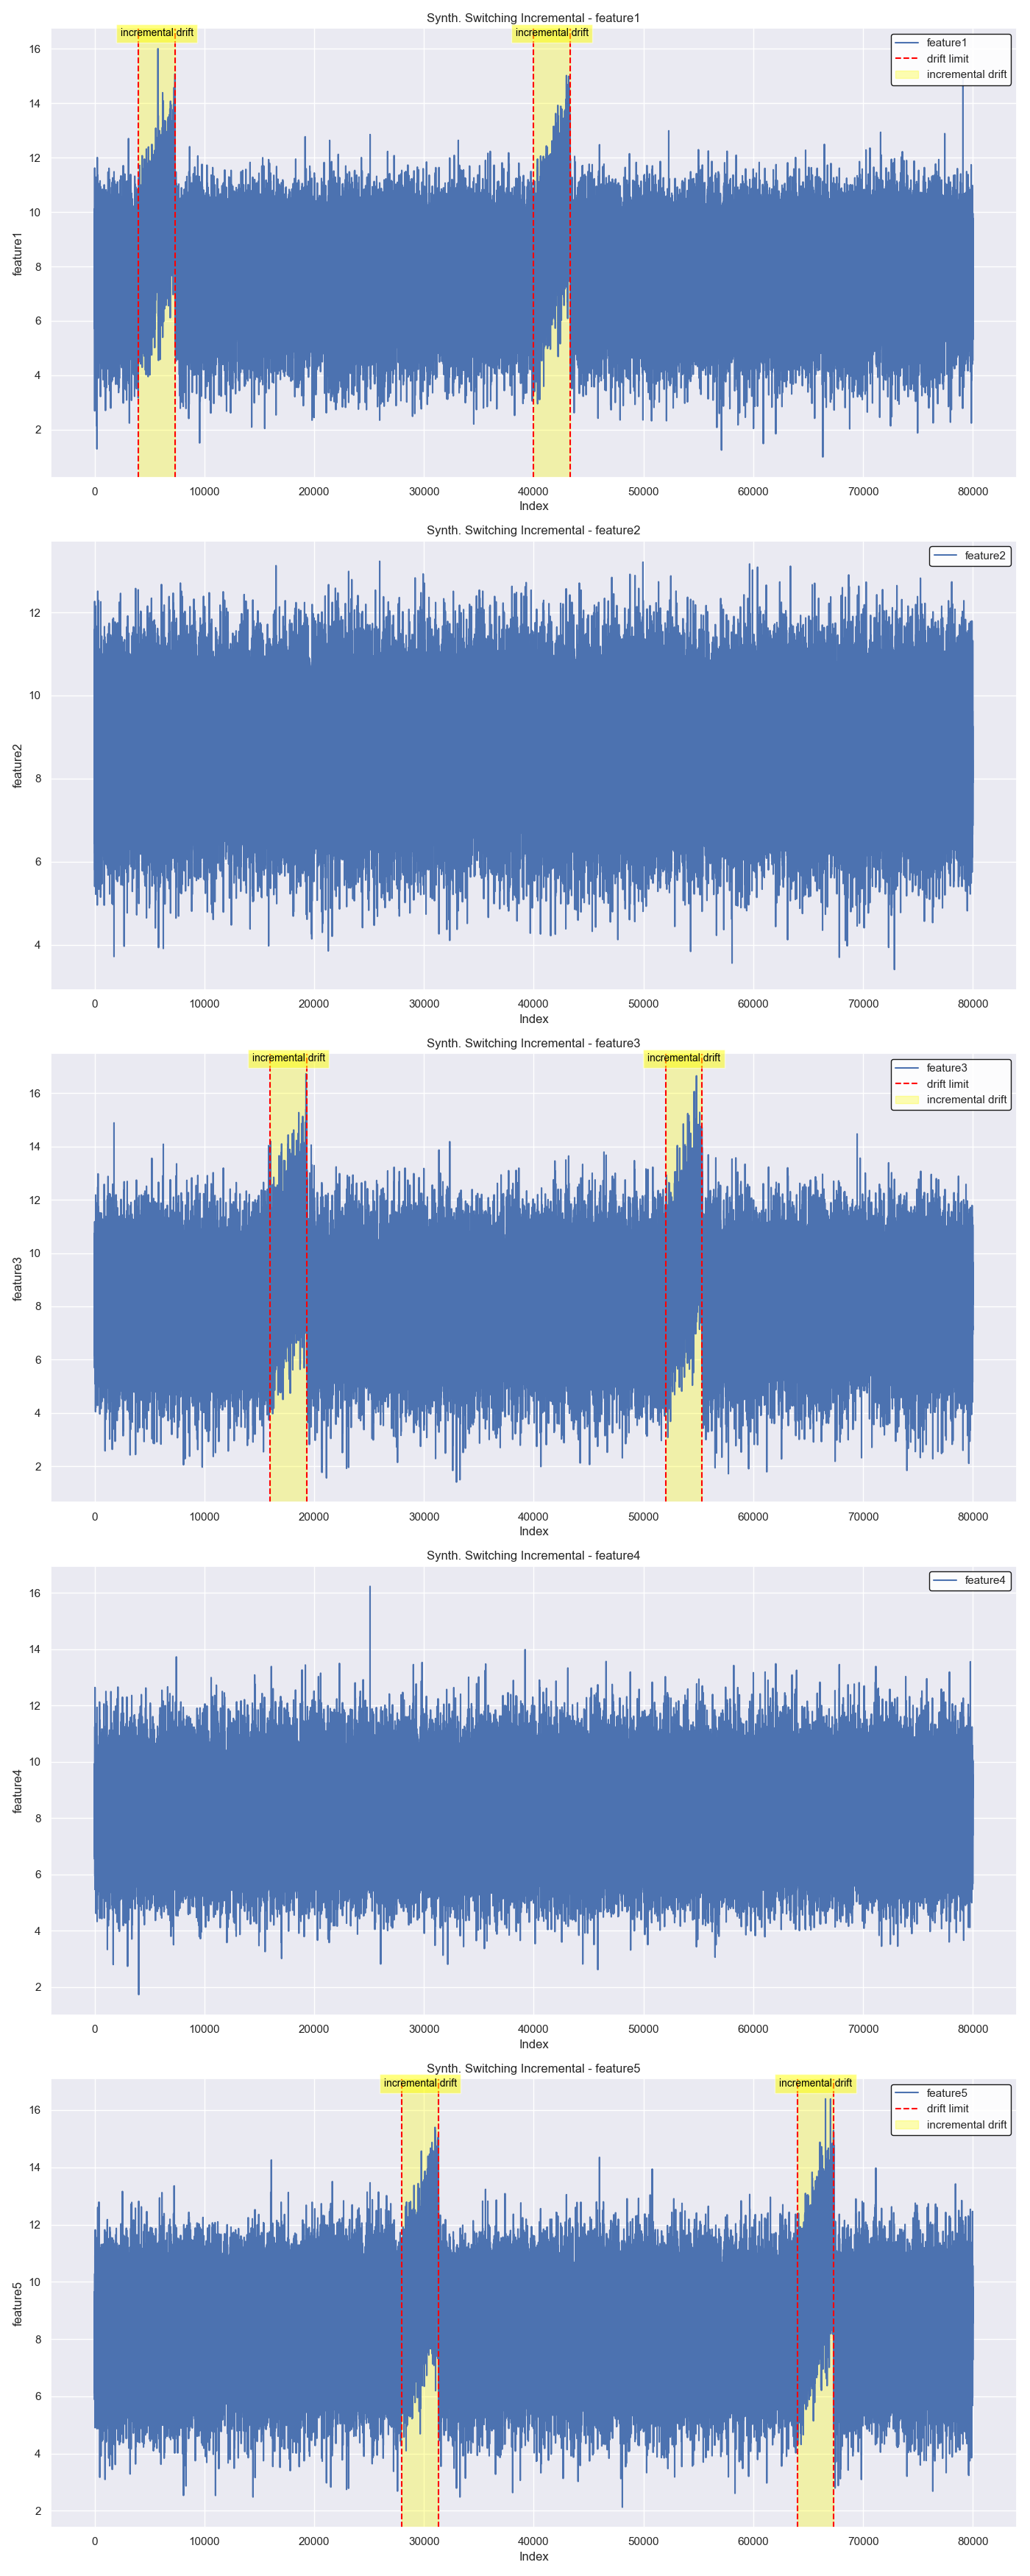 Synth. Switching Incremental - feature1
incremental drift
incremental drift
feature1
drift limit
incremental drift
16
14
12
10
8
6
4
2
feature1
0 10000 20000 30000 40000 50000 60000 70000 80000
Index
Synth. Switching Incremental - feature2
feature2
12
10
8
6
4
feature2
0 10000 20000 30000 40000 50000 60000 70000 80000
Index
Synth. Switching Incremental - feature3
incremental drift
incremental drift
feature3
drift limit
incremental drift
16
14
12
10
8
6
4
2
feature3
0 10000 20000 30000 40000 50000 60000 70000 80000
Index
Synth. Switching Incremental - feature4
feature4
16
14
12
10
8
6
4
2
feature4
0 10000 20000 30000 40000 50000 60000 70000 80000
Index
Synth. Switching Incremental - feature5
incremental drift
incremental drift
feature5
drift limit
incremental drift
16
14
12
10
8
6
4
2
feature5
0 10000 20000 30000 40000 50000 60000 70000 80000
Index